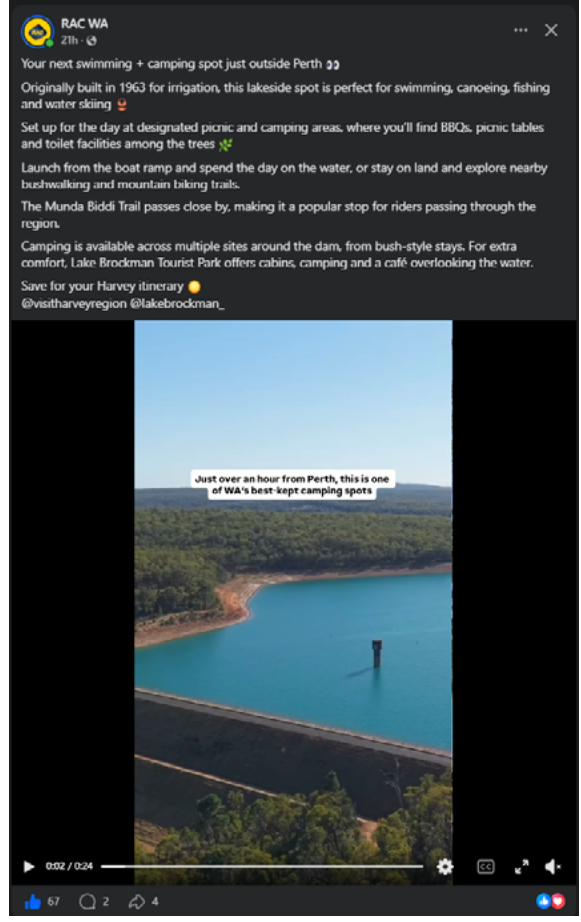 RAC WA
21h ·
Your next swimming + camping spot just outside Perth 👀
Originally built in 1963 for irrigation, this lakeside spot is perfect for swimming, canoeing, fishing
and water skiing
Set up for the day at designated picnic and camping areas, where you'll find BBQs, picnic tables
and toilet facilities among the trees 🌿
Launch from the boat ramp and spend the day on the water, or stay on land and explore nearby
bushwalking and mountain biking trails.
The Munda Biddi Trail passes close by, making it a popular stop for riders passing through the
region.
Camping is available across multiple sites around the dam, from bush-style stays. For extra
comfort, Lake Brockman Tourist Park offers cabins, camping and a café overlooking the water.
Save for your Harvey itinerary 🌕
@visitharveyregion @lakebrockman_
Just over an hour from Perth, this is one
of WA's best-kept camping spots
0:02 / 0:24
CC
67 2 4